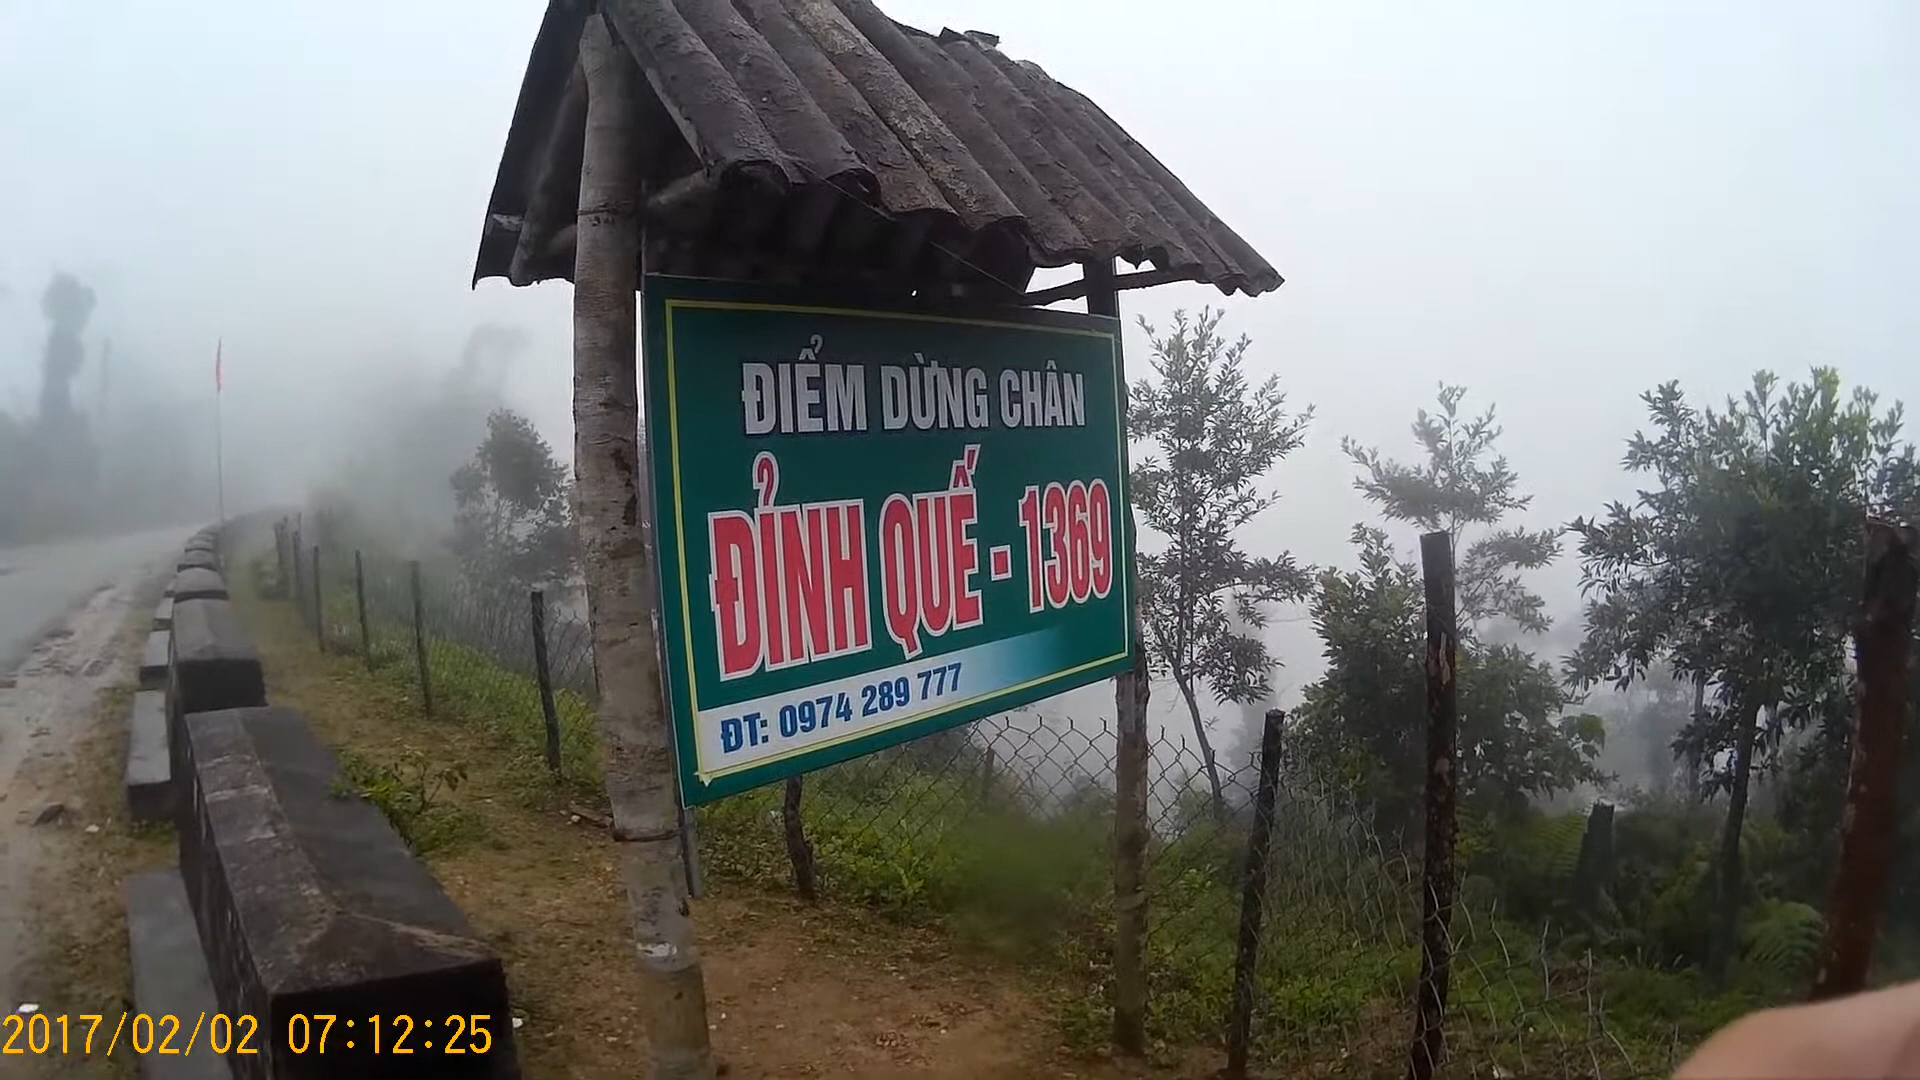 ĐIỂM DỪNG CHÂN
ĐỈNH QUẾ - 1369
ĐT: 0974 289 777
2017/02/02 07:12:25